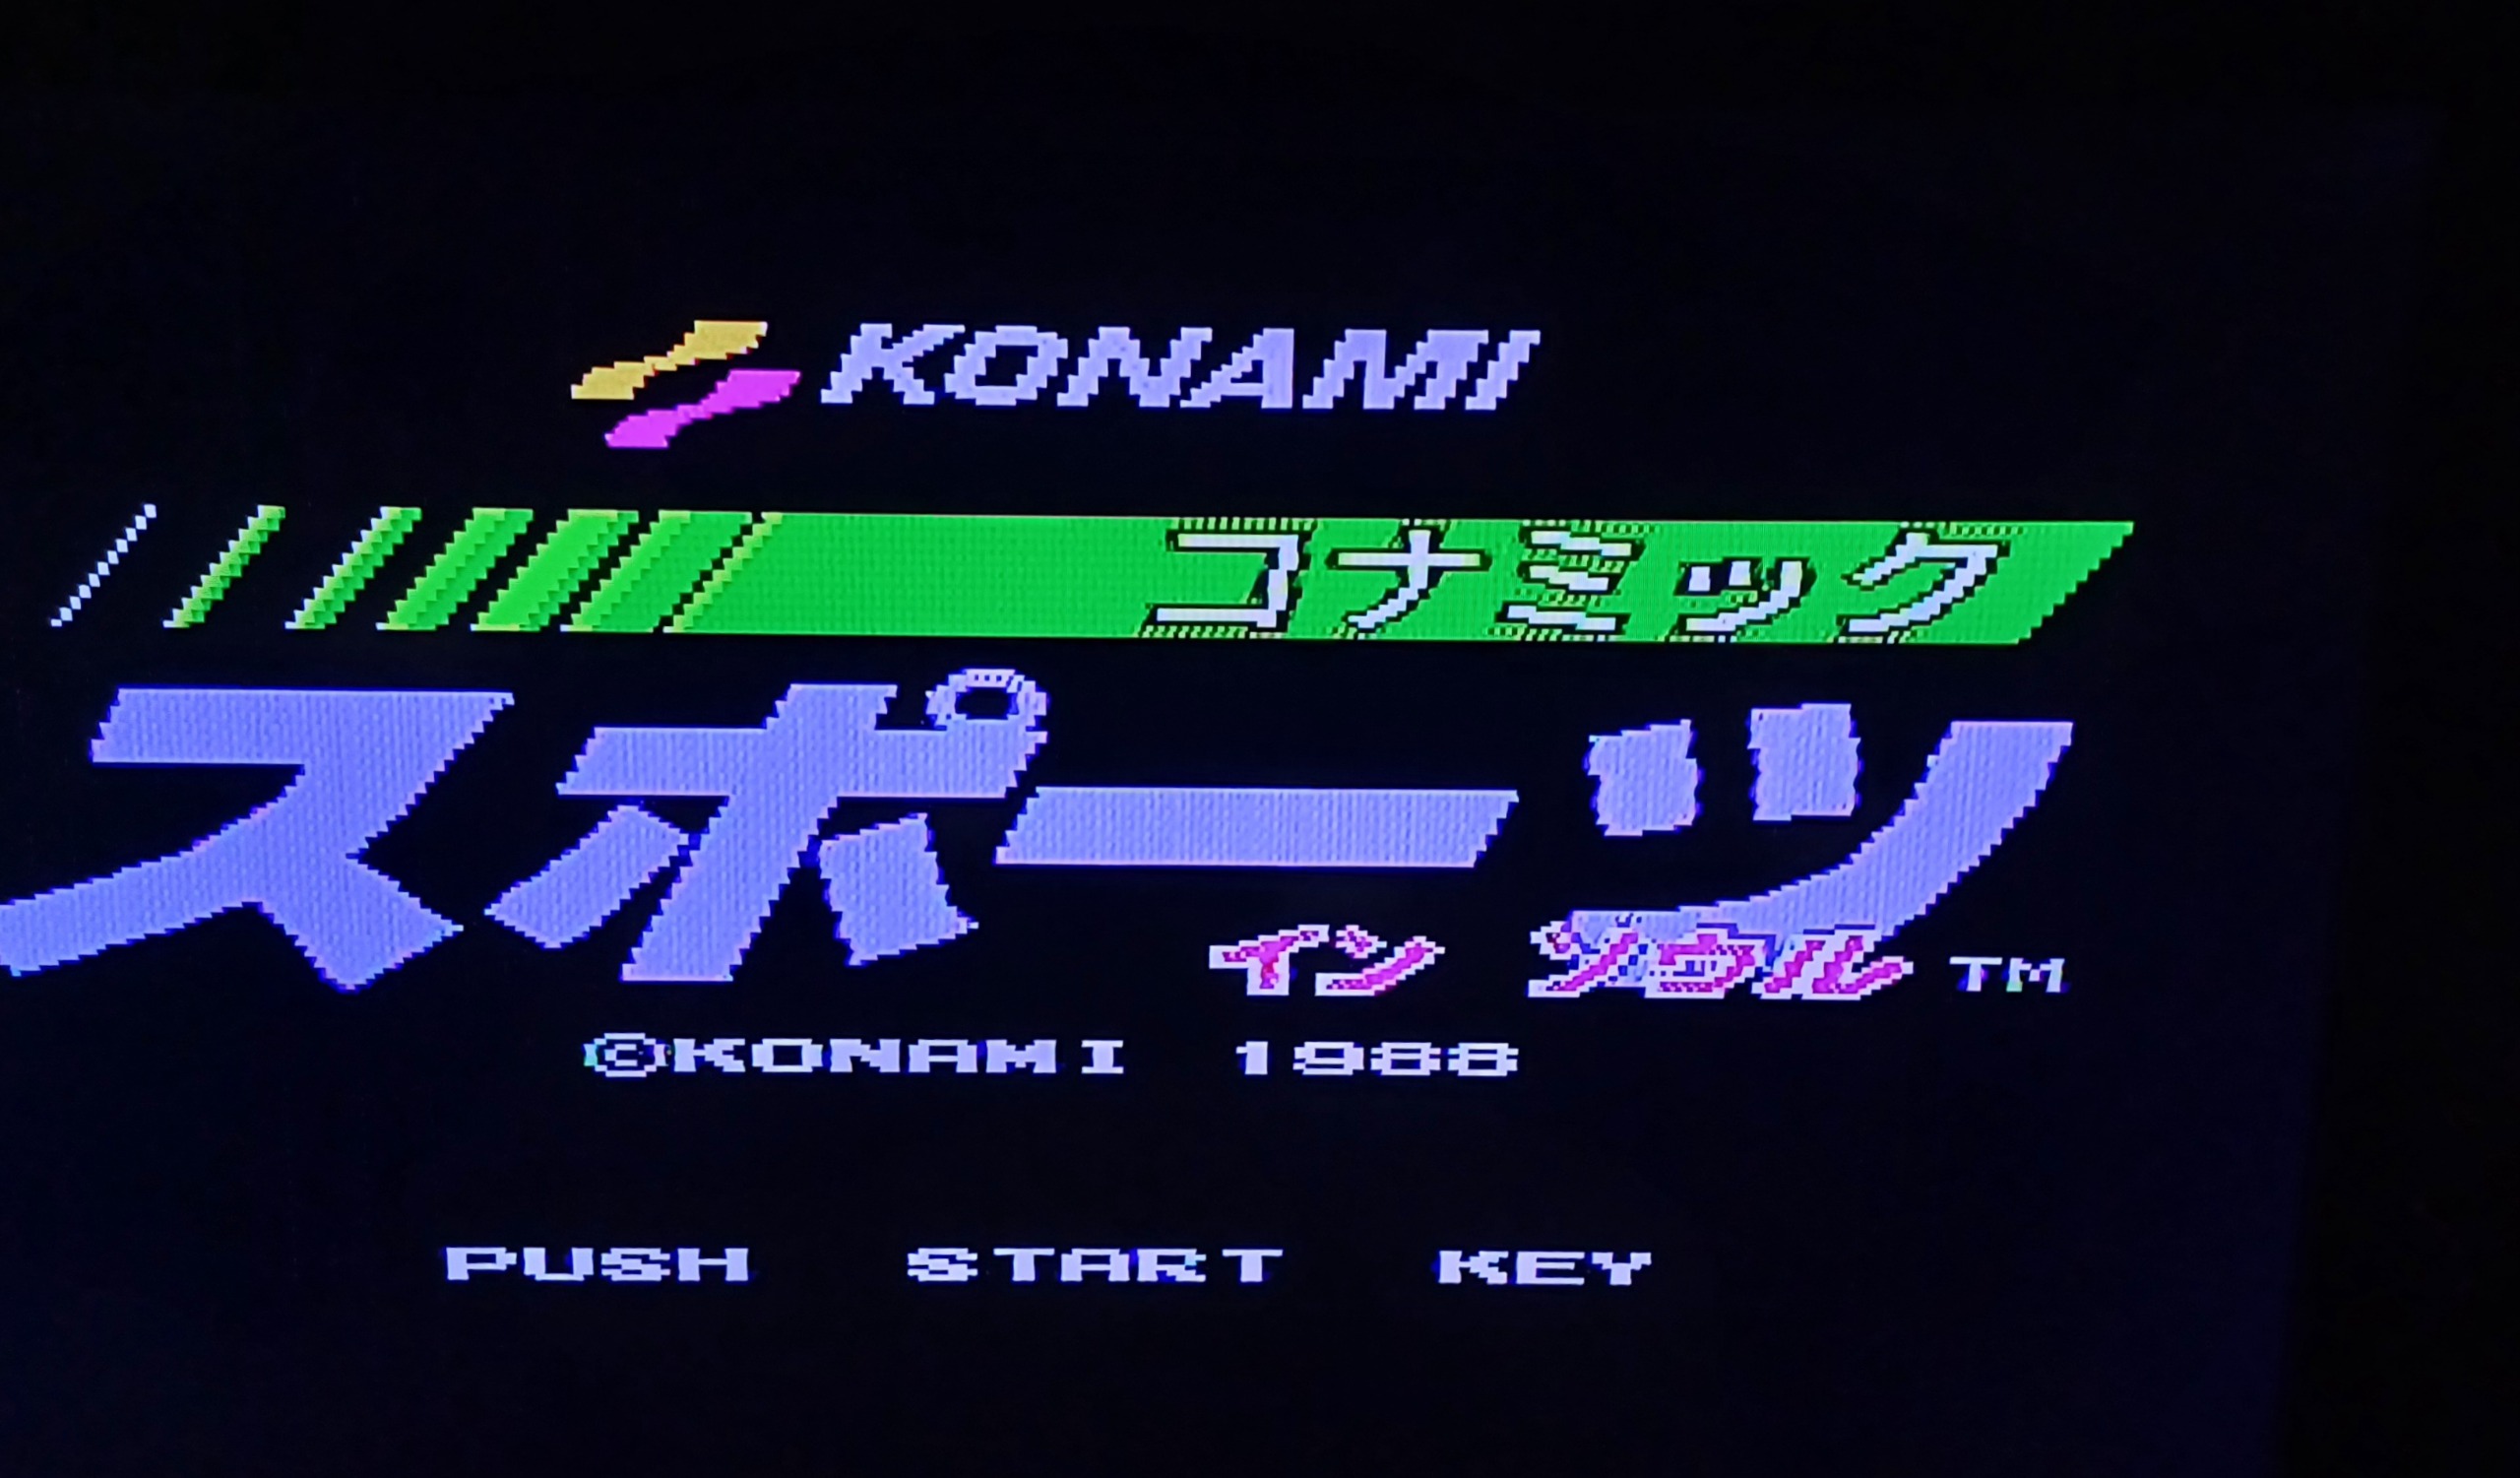 KONAMI
コナミック
スポーツ
イン ソウル TM
©KONAMI 1988
PUSH START KEY